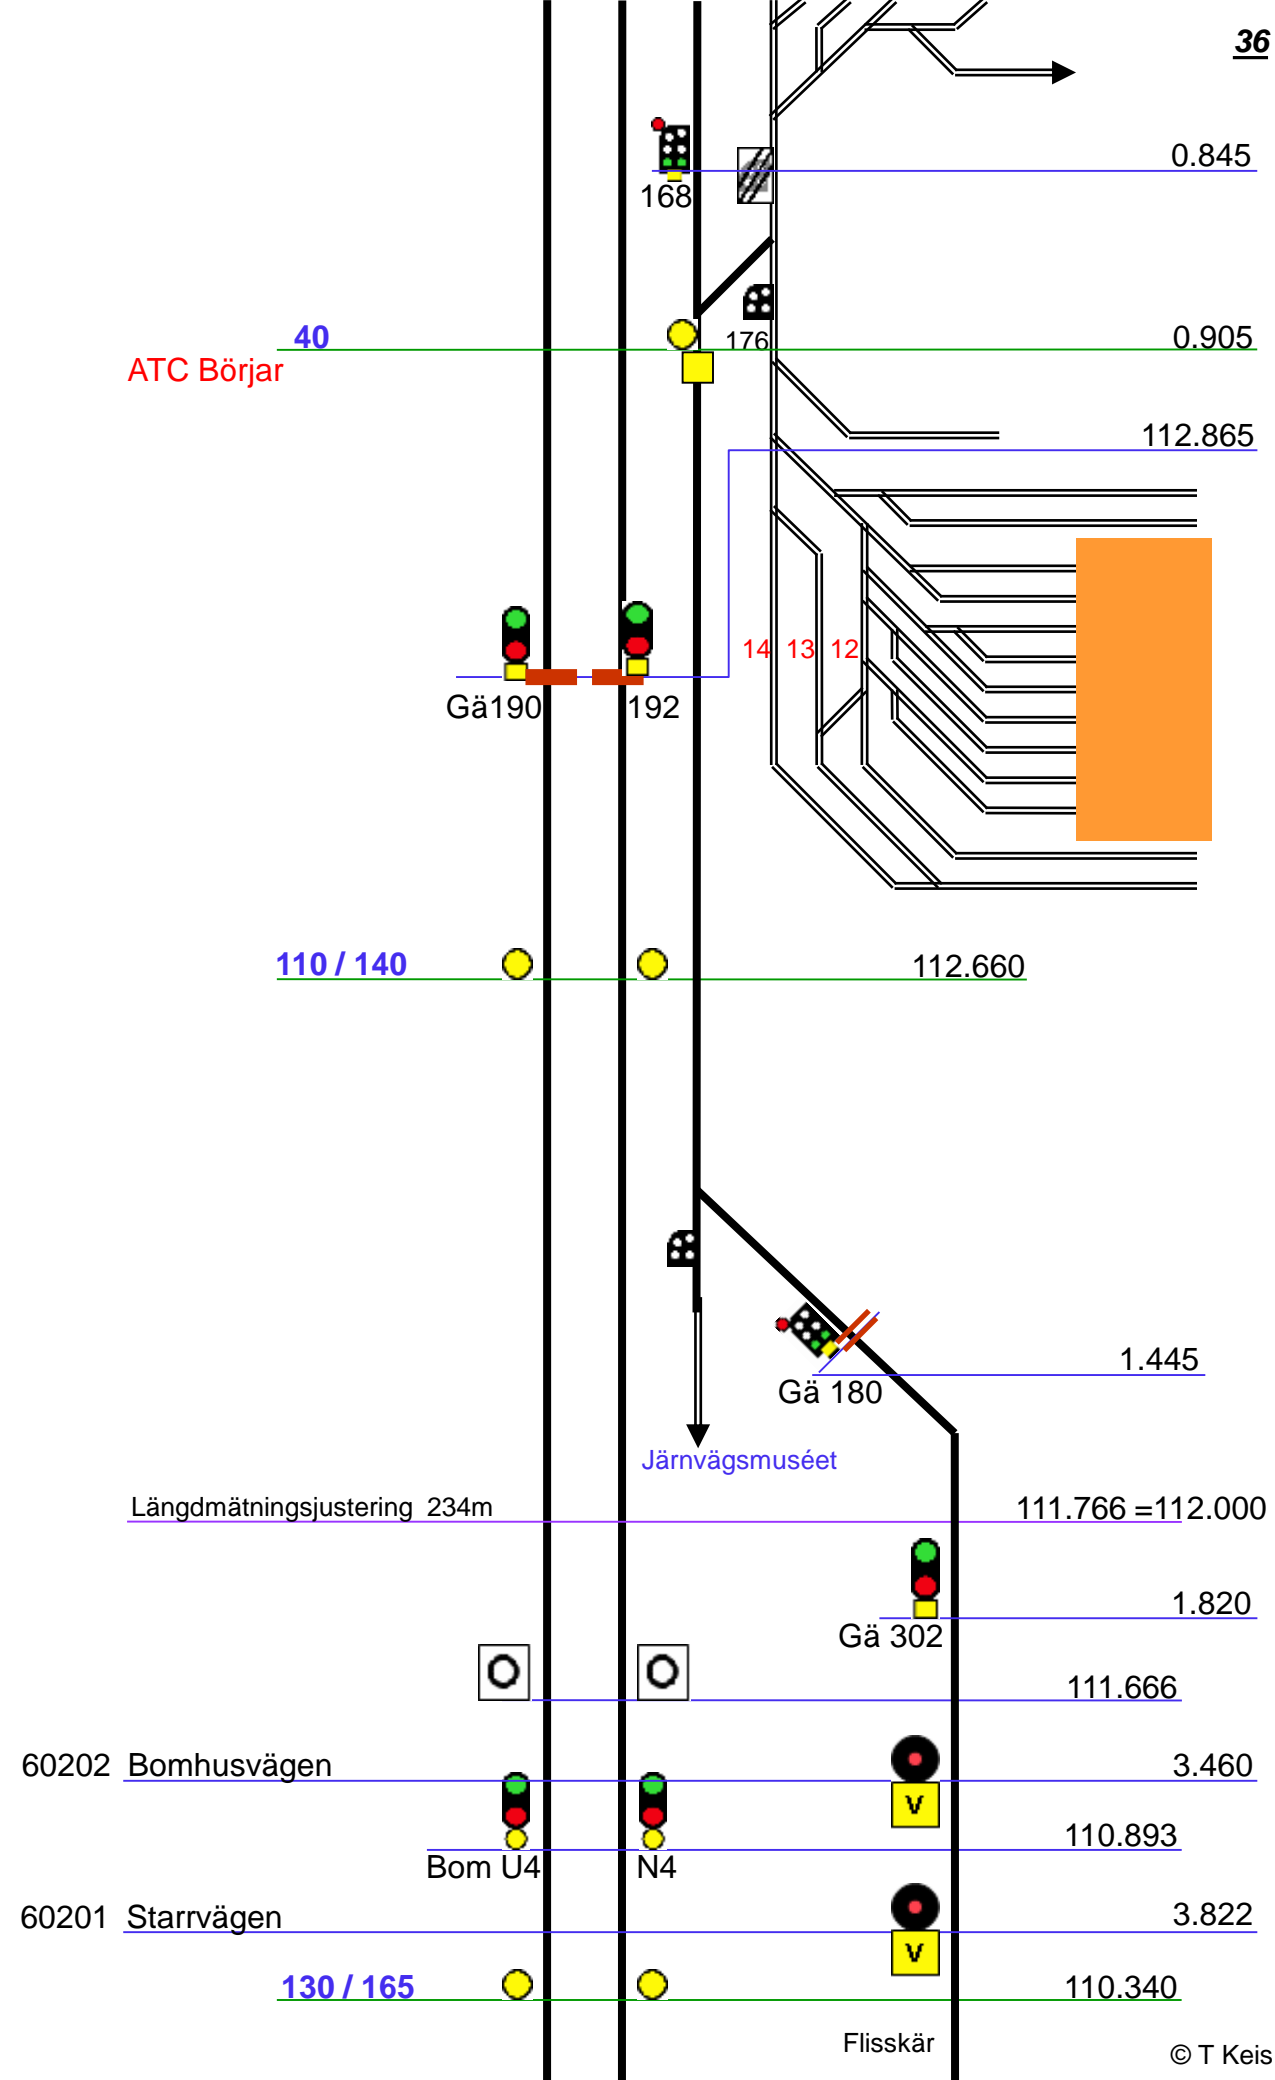 36
0.845
168
176
40
0.905
ATC Börjar
112.865
14 13 12
Gä190 192
110 / 140 112.660
1.445
Gä 180
Järnvägsmuséet
Längdmätningsjustering 234m 111.766 =112.000
1.820
Gä 302
111.666
60202 Bomhusvägen 3.460
V
110.893
Bom U4 N4
60201 Starrvägen 3.822
V
130 / 165 110.340
Flisskär
© T Keis